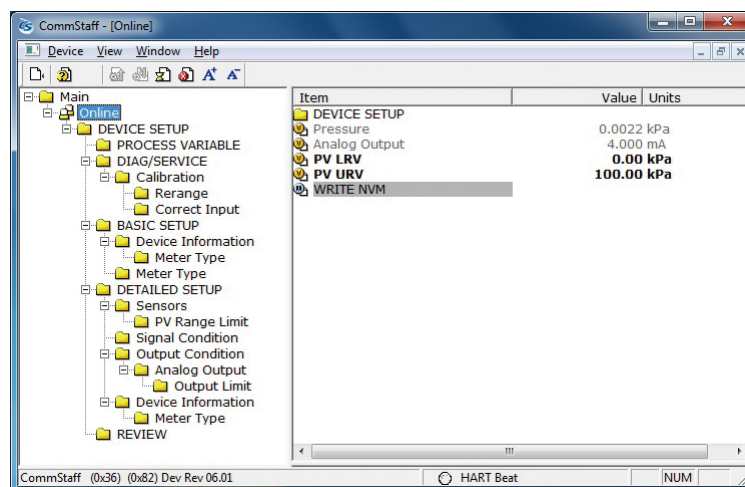 CommStaff - [Online]
Device View Window Help
A+ A-
Main
Online
DEVICE SETUP
PROCESS VARIABLE
DIAG/SERVICE
Calibration
Rerange
Correct Input
BASIC SETUP
Device Information
Meter Type
Meter Type
DETAILED SETUP
Sensors
PV Range Limit
Signal Condition
Output Condition
Analog Output
Output Limit
Device Information
Meter Type
REVIEW
Item Value Units
DEVICE SETUP
Pressure 0.0022 kPa
Analog Output 4.000 mA
PV LRV 0.00 kPa
PV URV 100.00 kPa
WRITE NVM
CommStaff (0x36) (0x82) Dev Rev 06.01 HART Beat NUM